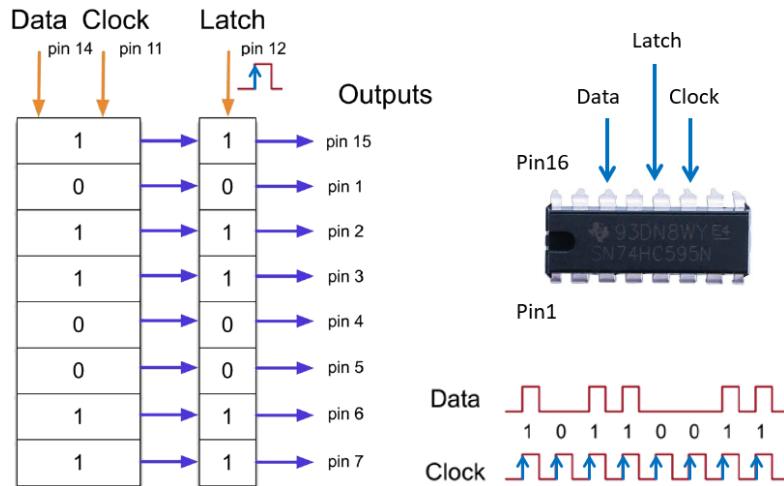 Data Clock Latch
pin 14 pin 11 pin 12
Outputs
1 1 pin 15
0 0 pin 1
1 1 pin 2
1 1 pin 3
0 0 pin 4
0 0 pin 5
1 1 pin 6
1 1 pin 7
Latch
Data Clock
Pin16
93DN8WY E4
SN74HC595N
Pin1
Data
1 0 1 1 0 0 1 1
Clock